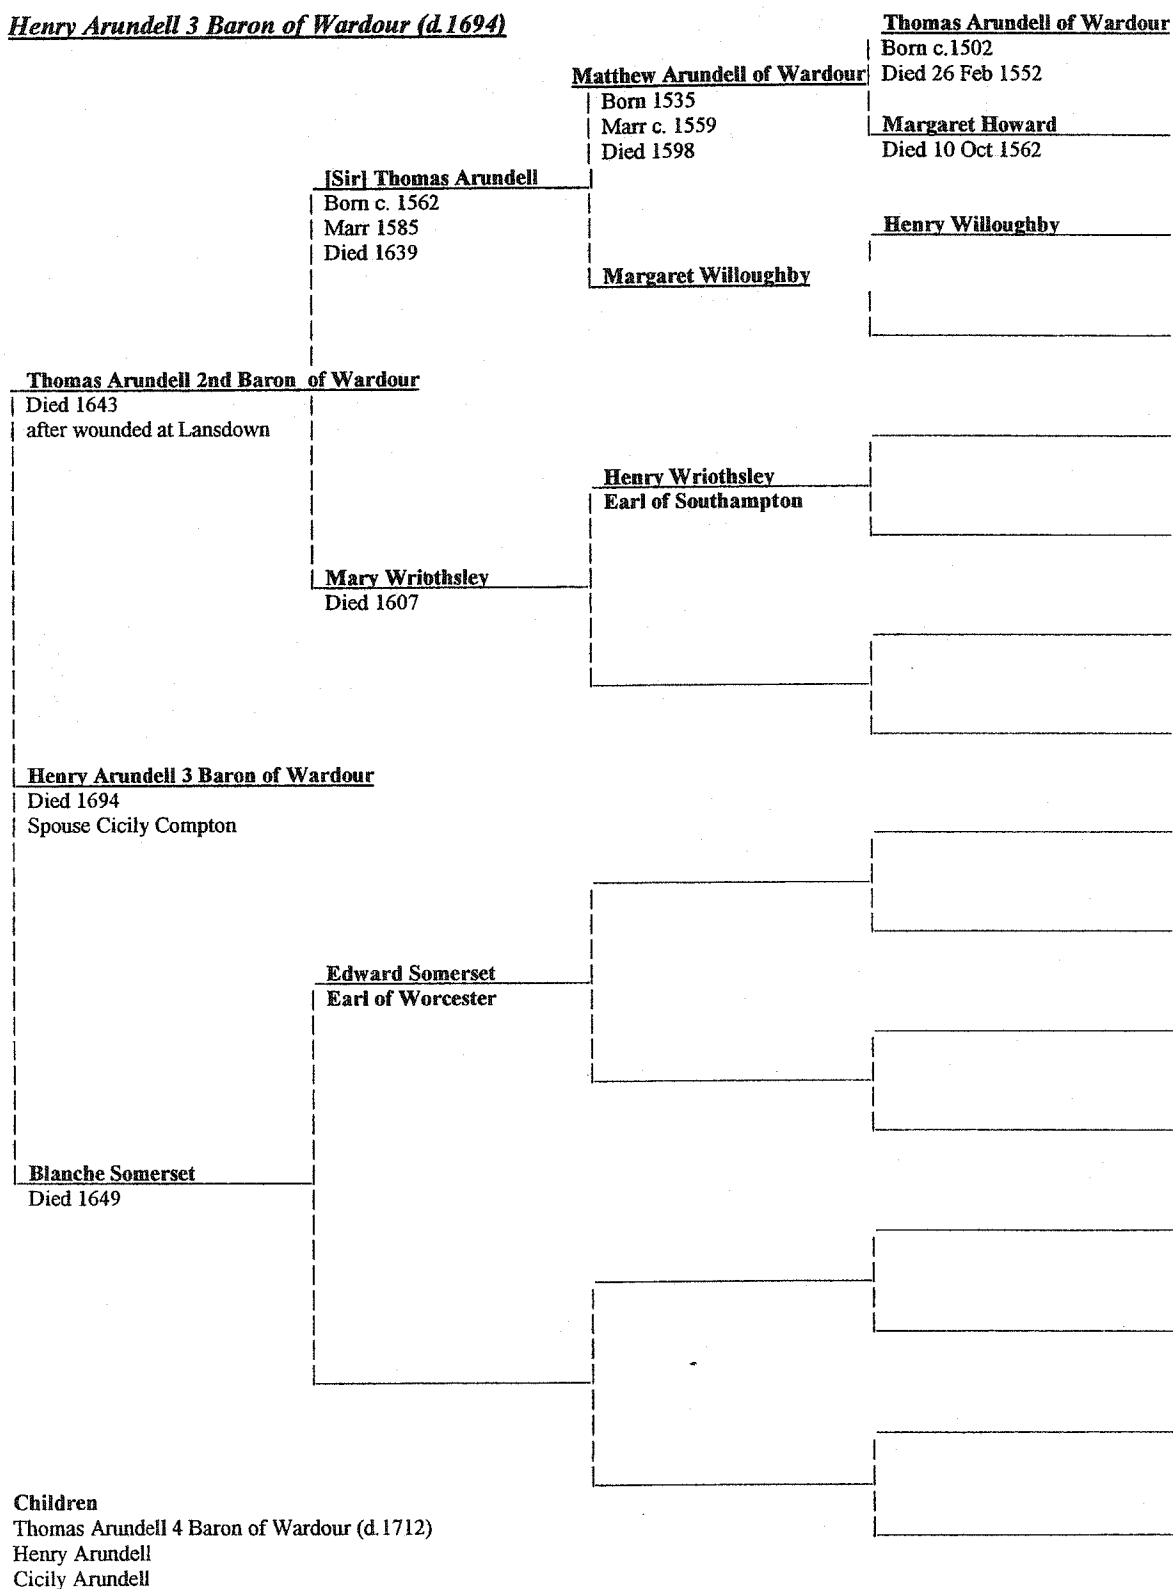 Henry Arundell 3 Baron of Wardour (d.1694)
Thomas Arundell of Wardour
Born c.1502
Died 26 Feb 1552
Matthew Arundell of Wardour
Born 1535
Marr c. 1559
Died 1598
Margaret Howard
Died 10 Oct 1562
[Sir] Thomas Arundell
Born c. 1562
Marr 1585
Died 1639
Henry Willoughby
Margaret Willoughby
Thomas Arundell 2nd Baron of Wardour
Died 1643
after wounded at Lansdown
Henry Wriothsley
Earl of Southampton
Mary Wriothsley
Died 1607
Henry Arundell 3 Baron of Wardour
Died 1694
Spouse Cicily Compton
Edward Somerset
Earl of Worcester
Blanche Somerset
Died 1649
Children
Thomas Arundell 4 Baron of Wardour (d.1712)
Henry Arundell
Cicily Arundell